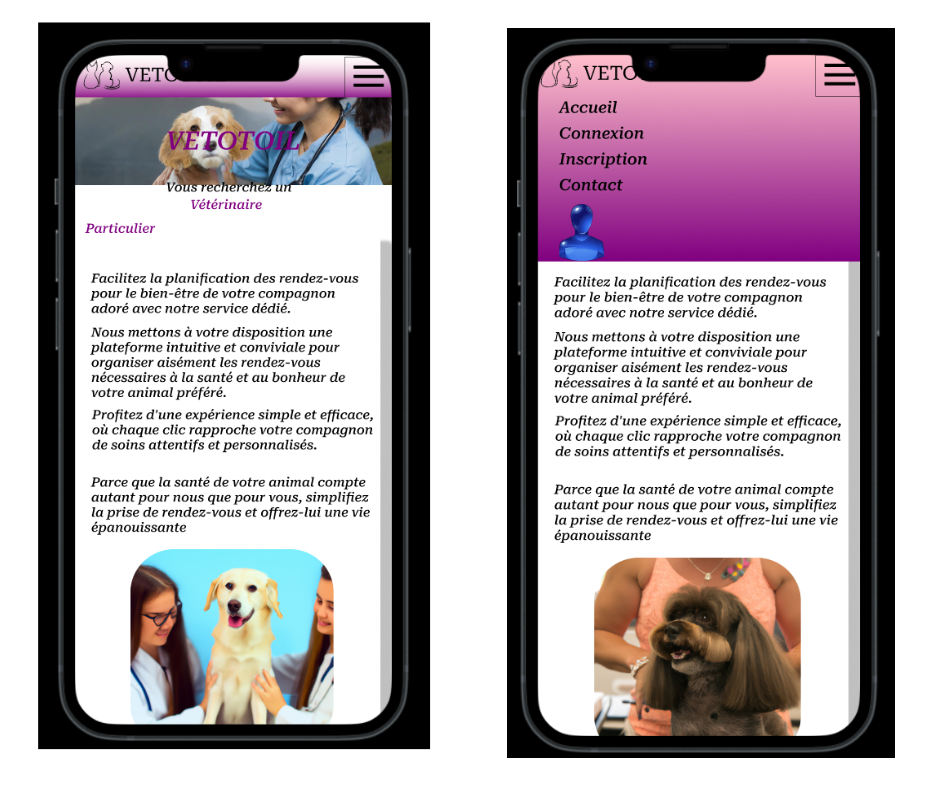 VETO
VETOTOIL
Vous recherchez un
Vétérinaire
Particulier
Facilitez la planification des rendez-vous
pour le bien-être de votre compagnon
adoré avec notre service dédié.
Nous mettons à votre disposition une
plateforme intuitive et conviviale pour
organiser aisément les rendez-vous
nécessaires à la santé et au bonheur de
votre animal préféré.
Profitez d'une expérience simple et efficace,
où chaque clic rapproche votre compagnon
de soins attentifs et personnalisés.
Parce que la santé de votre animal compte
autant pour nous que pour vous, simplifiez
la prise de rendez-vous et offrez-lui une vie
épanouissante
VETO
Accueil
Connexion
Inscription
Contact
Facilitez la planification des rendez-vous
pour le bien-être de votre compagnon
adoré avec notre service dédié.
Nous mettons à votre disposition une
plateforme intuitive et conviviale pour
organiser aisément les rendez-vous
nécessaires à la santé et au bonheur de
votre animal préféré.
Profitez d'une expérience simple et efficace,
où chaque clic rapproche votre compagnon
de soins attentifs et personnalisés.
Parce que la santé de votre animal compte
autant pour nous que pour vous, simplifiez
la prise de rendez-vous et offrez-lui une vie
épanouissante